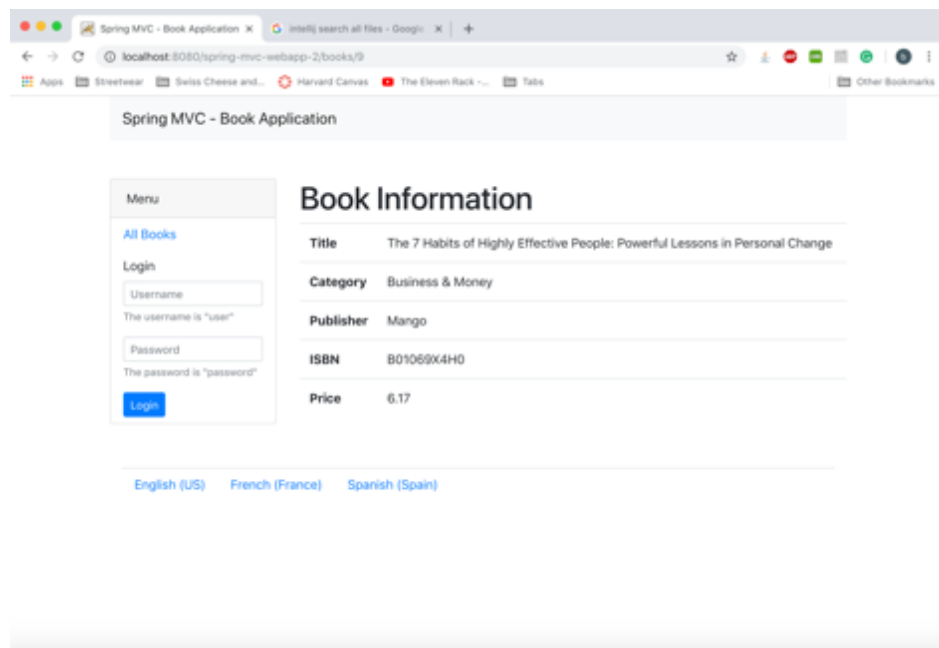 Spring MVC - Book Application
intellij search all files - Googl
localhost:8080/spring-mvc-webapp-2/books/9
Apps Streetwear Swiss Cheese and... Harvard Canvas The Eleven Rack -... Tabs Other Bookmarks
Spring MVC - Book Application
Menu
All Books
Login
Username
The username is "user"
Password
The password is "password"
Login
Book Information
Title The 7 Habits of Highly Effective People: Powerful Lessons in Personal Change
Category Business & Money
Publisher Mango
ISBN B01069X4H0
Price 6.17
English (US) French (France) Spanish (Spain)